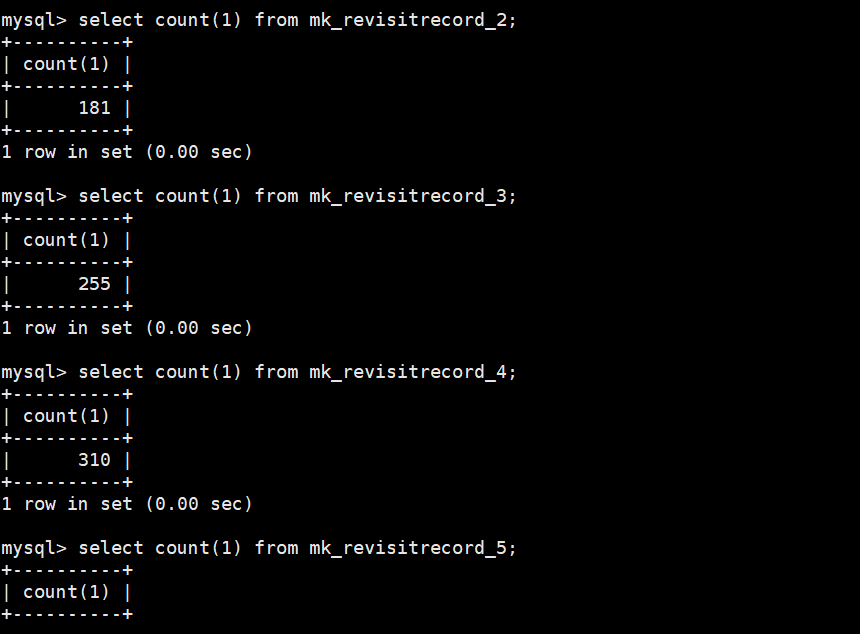 mysql> select count(1) from mk_revisitrecord_2;
+----------+
| count(1) |
+----------+
|      181 |
+----------+
1 row in set (0.00 sec)

mysql> select count(1) from mk_revisitrecord_3;
+----------+
| count(1) |
+----------+
|      255 |
+----------+
1 row in set (0.00 sec)

mysql> select count(1) from mk_revisitrecord_4;
+----------+
| count(1) |
+----------+
|      310 |
+----------+
1 row in set (0.00 sec)

mysql> select count(1) from mk_revisitrecord_5;
+----------+
| count(1) |
+----------+